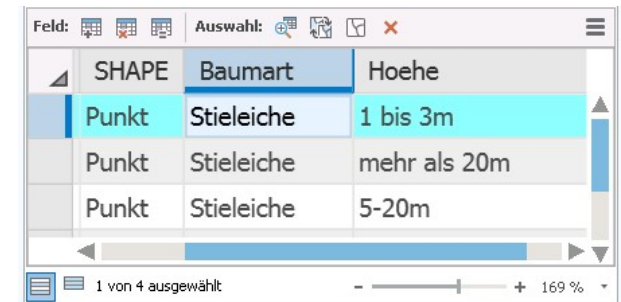 Feld: Auswahl:
SHAPE Baumart Hoehe
Punkt Stieleiche 1 bis 3m
Punkt Stieleiche mehr als 20m
Punkt Stieleiche 5-20m
1 von 4 ausgewählt - + 169 %